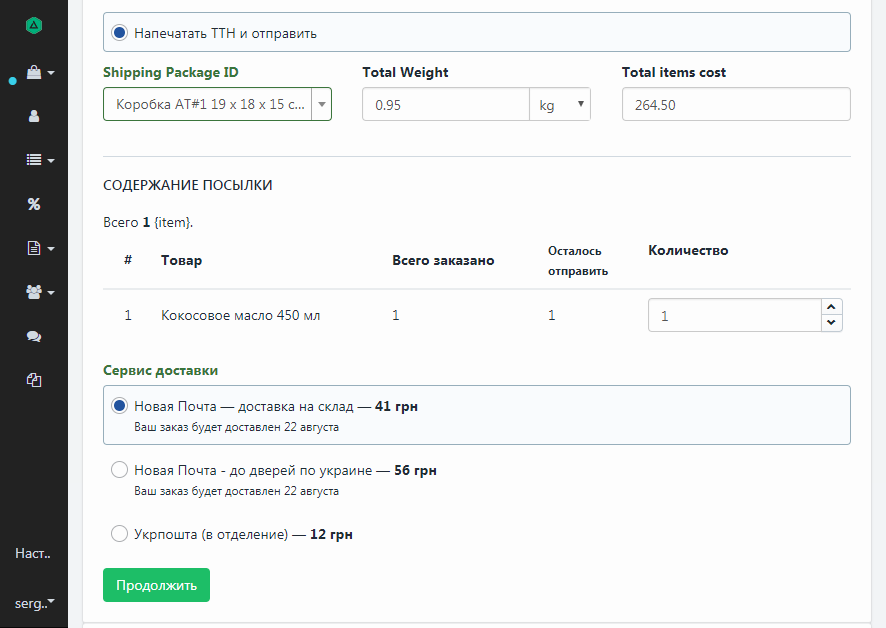 Напечатать ТТН и отправить
Shipping Package ID Total Weight Total items cost
Коробка АТ#1 19 x 18 x 15 с... 0.95 kg 264.50
СОДЕРЖАНИЕ ПОСЫЛКИ
Всего 1 {item}.
# Товар Всего заказано Осталось отправить Количество
1 Кокосовое масло 450 мл 1 1 1
Сервис доставки
Новая Почта — доставка на склад — 41 грн
Ваш заказ будет доставлен 22 августа
Новая Почта - до дверей по украине — 56 грн
Ваш заказ будет доставлен 22 августа
Укрпошта (в отделение) — 12 грн
Наст..
Продолжить
serg..